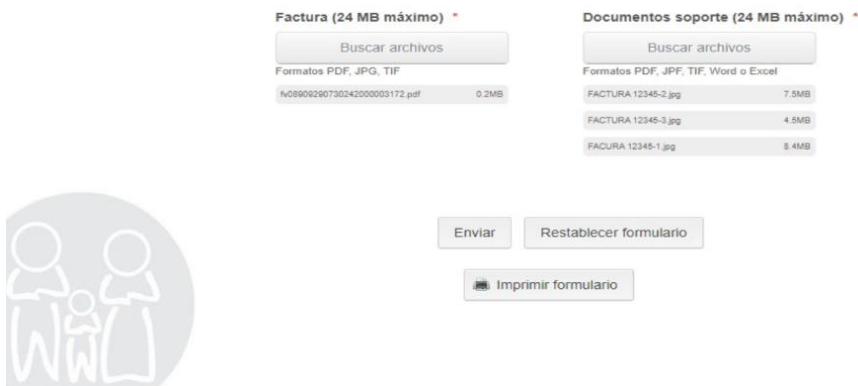 Factura (24 MB máximo) *
Buscar archivos
Formatos PDF, JPG, TIF
fv08909290730242000003172.pdf 0.2MB
Documentos soporte (24 MB máximo) *
Buscar archivos
Formatos PDF, JPF, TIF, Word o Excel
FACTURA 12345-2.jpg 7.5MB
FACTURA 12345-3.jpg 4.5MB
FACURA 12345-1.jpg 8.4MB
Enviar
Restablecer formulario
Imprimir formulario